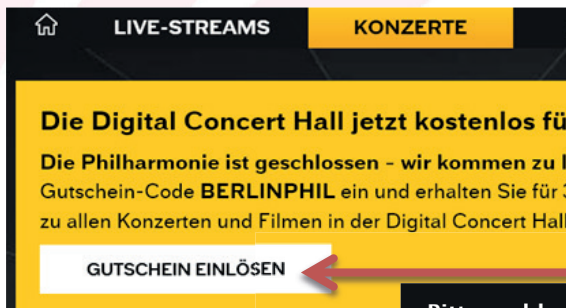 LIVE-STREAMS KONZERTE
Die Digital Concert Hall jetzt kostenlos fü
Die Philharmonie ist geschlossen – wir kommen zu
Gutschein-Code BERLINPHIL ein und erhalten Sie für
zu allen Konzerten und Filmen in der Digital Concert Hall
GUTSCHEIN EINLÖSEN